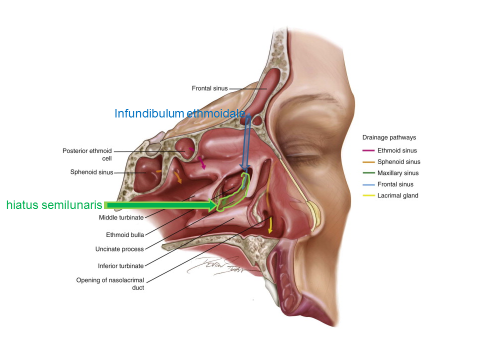 Frontal sinus
Infundibulum ethmoidale
Posterior ethmoid
cell
Sphenoid sinus
hiatus semilunaris
Middle turbinate
Ethmoid bulla
Uncinate process
Inferior turbinate
Opening of nasolacrimal
duct
Drainage pathways
Ethmoid sinus
Sphenoid sinus
Maxillary sinus
Frontal sinus
Lacrimal gland